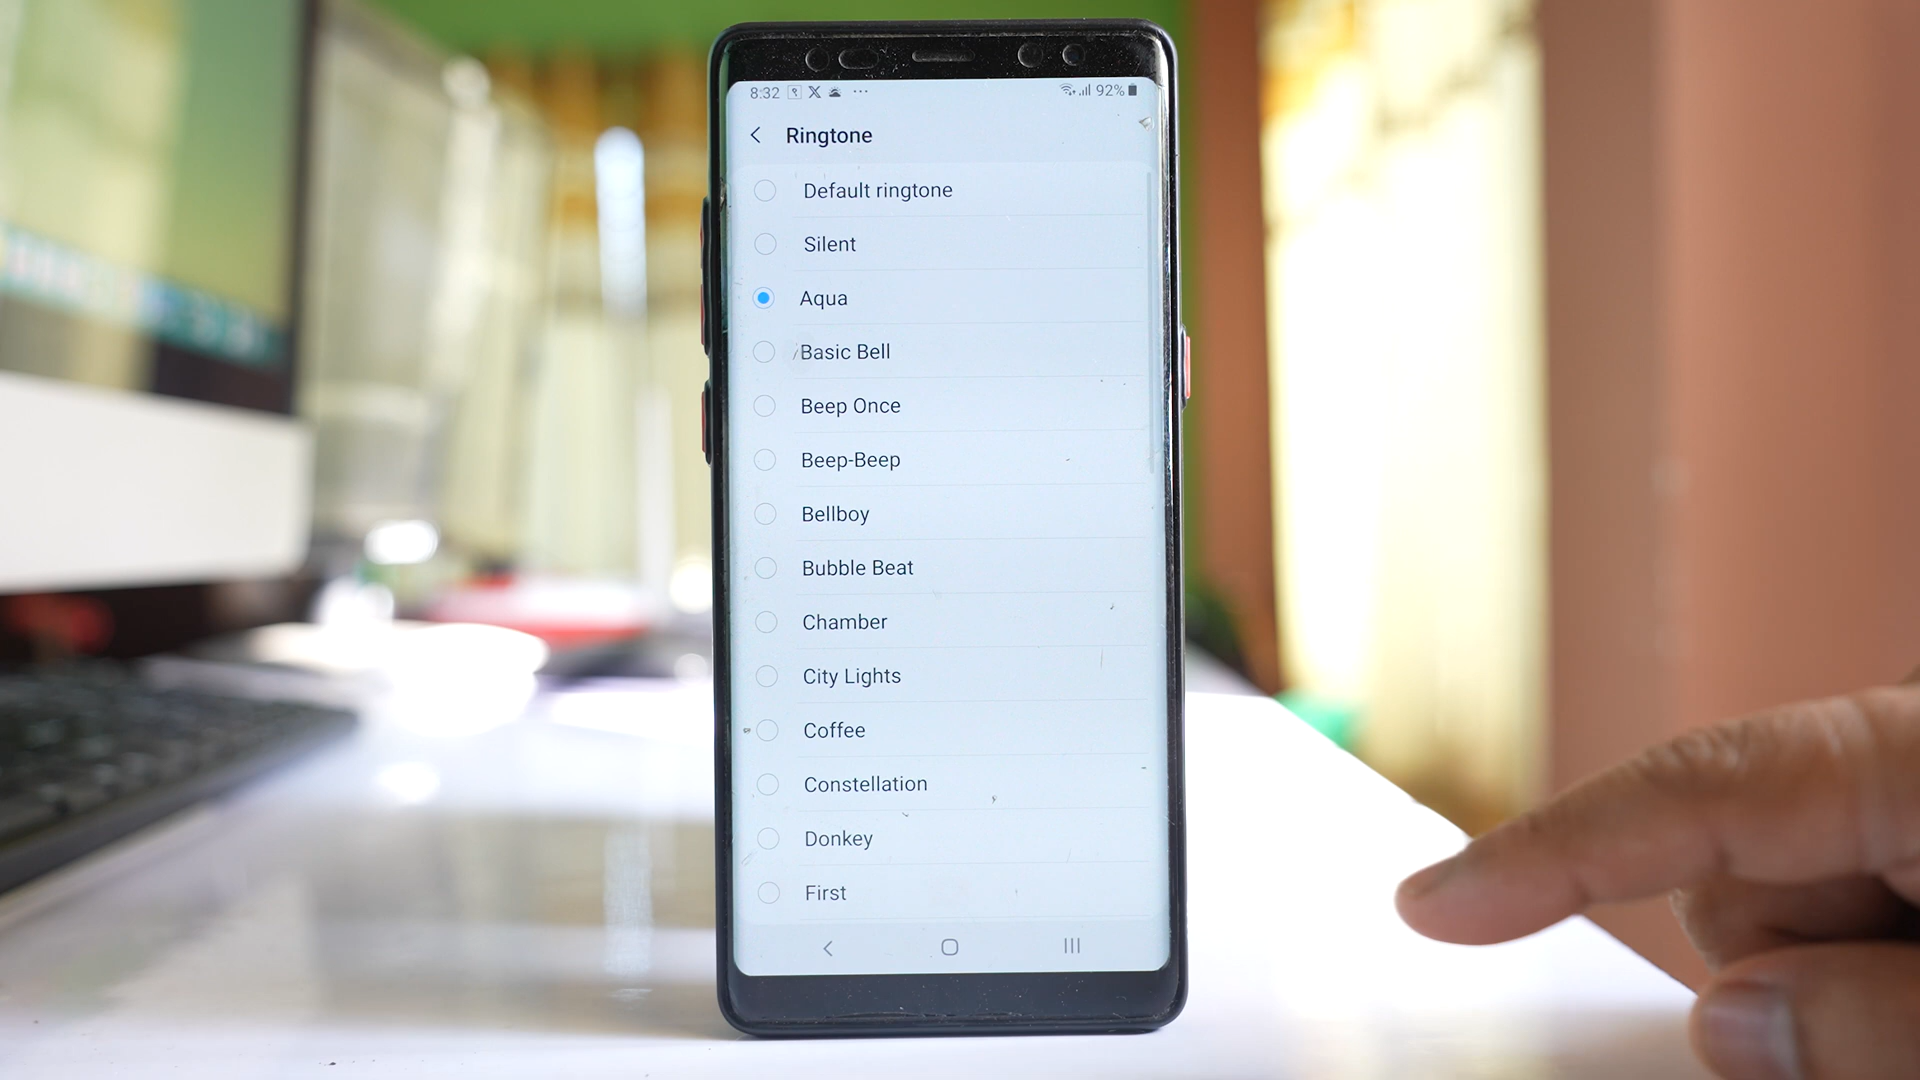 8:32 92%
Ringtone
Default ringtone
Silent
Aqua
Basic Bell
Beep Once
Beep-Beep
Bellboy
Bubble Beat
Chamber
City Lights
Coffee
Constellation
Donkey
First